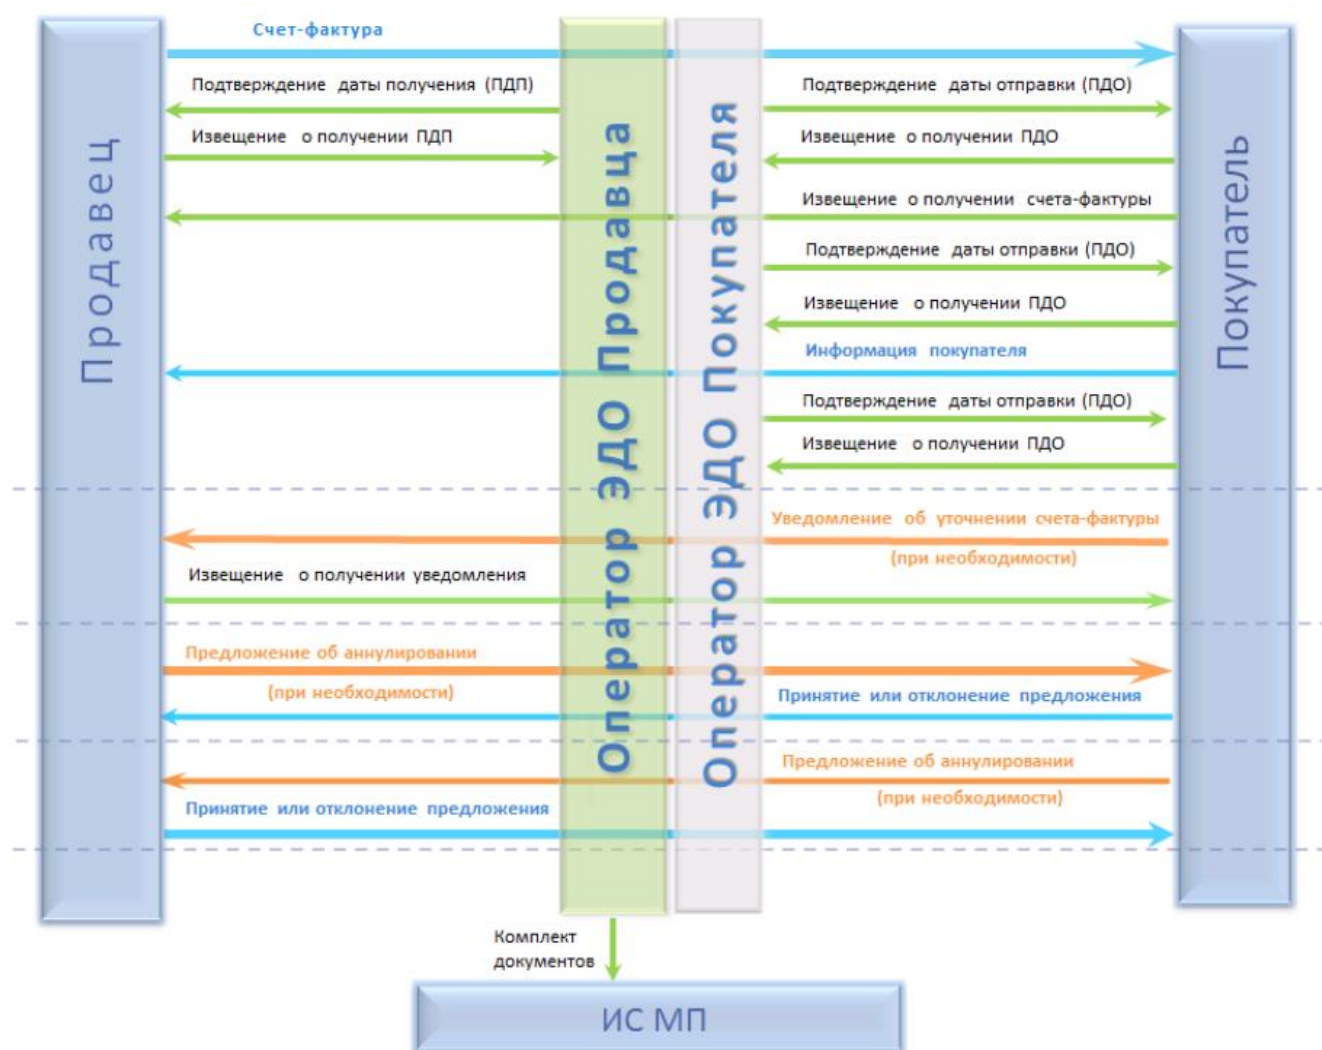 Счет-фактура
Подтверждение даты получения (ПДП)
Подтверждение даты отправки (ПДО)
Извещение о получении ПДП
Извещение о получении ПДО
Извещение о получении счета-фактуры
Подтверждение даты отправки (ПДО)
Извещение о получении ПДО
Информация покупателя
Подтверждение даты отправки (ПДО)
Извещение о получении ПДО
Продавец
Оператор ЭДО Продавца
Оператор ЭДО Покупателя
Покупатель
Уведомление об уточнении счета-фактуры
(при необходимости)
Извещение о получении уведомления
Предложение об аннулировании
(при необходимости)
Принятие или отклонение предложения
Предложение об аннулировании
(при необходимости)
Принятие или отклонение предложения
Комплект
документов
ИС МП